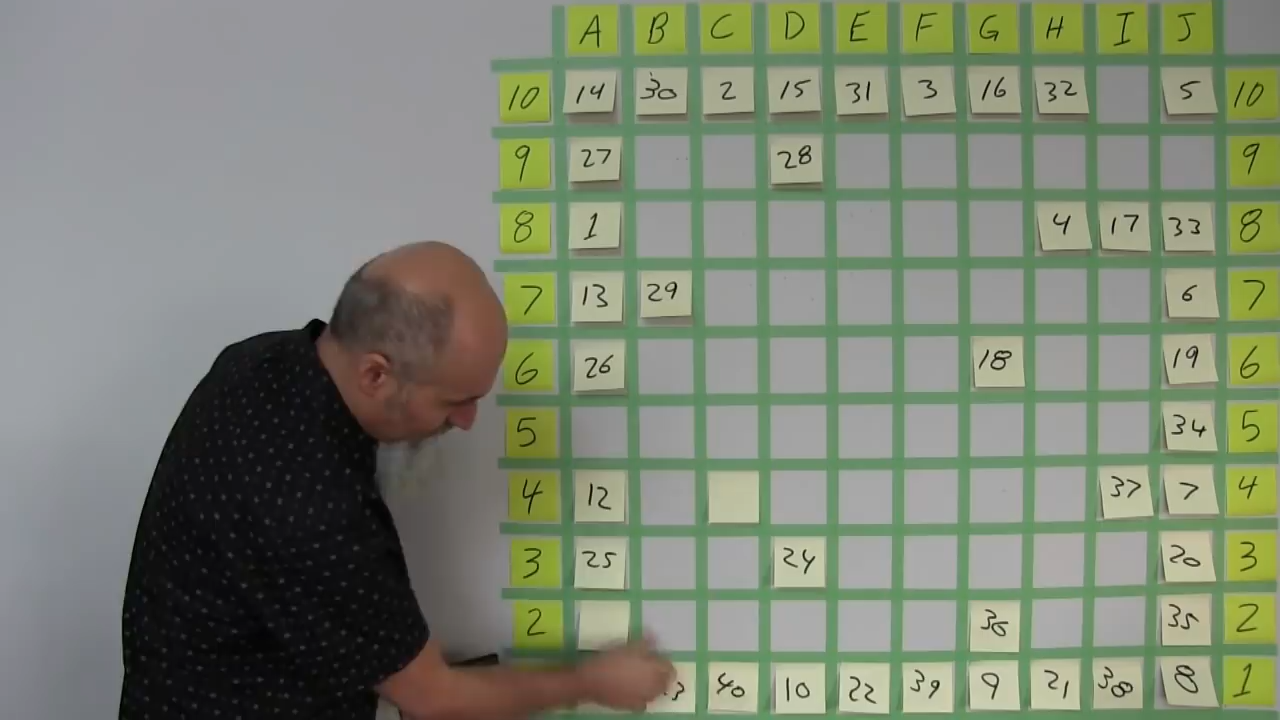 A B C D E F G H I J
10 14 30 2 15 31 3 16 32 5 10
9 27 28 9
8 1 4 17 33 8
7 13 29 6 7
6 26 18 19 6
5 34 5
4 12 37 7 4
3 25 24 20 3
2 36 35 2
40 10 22 39 9 21 38 8 1